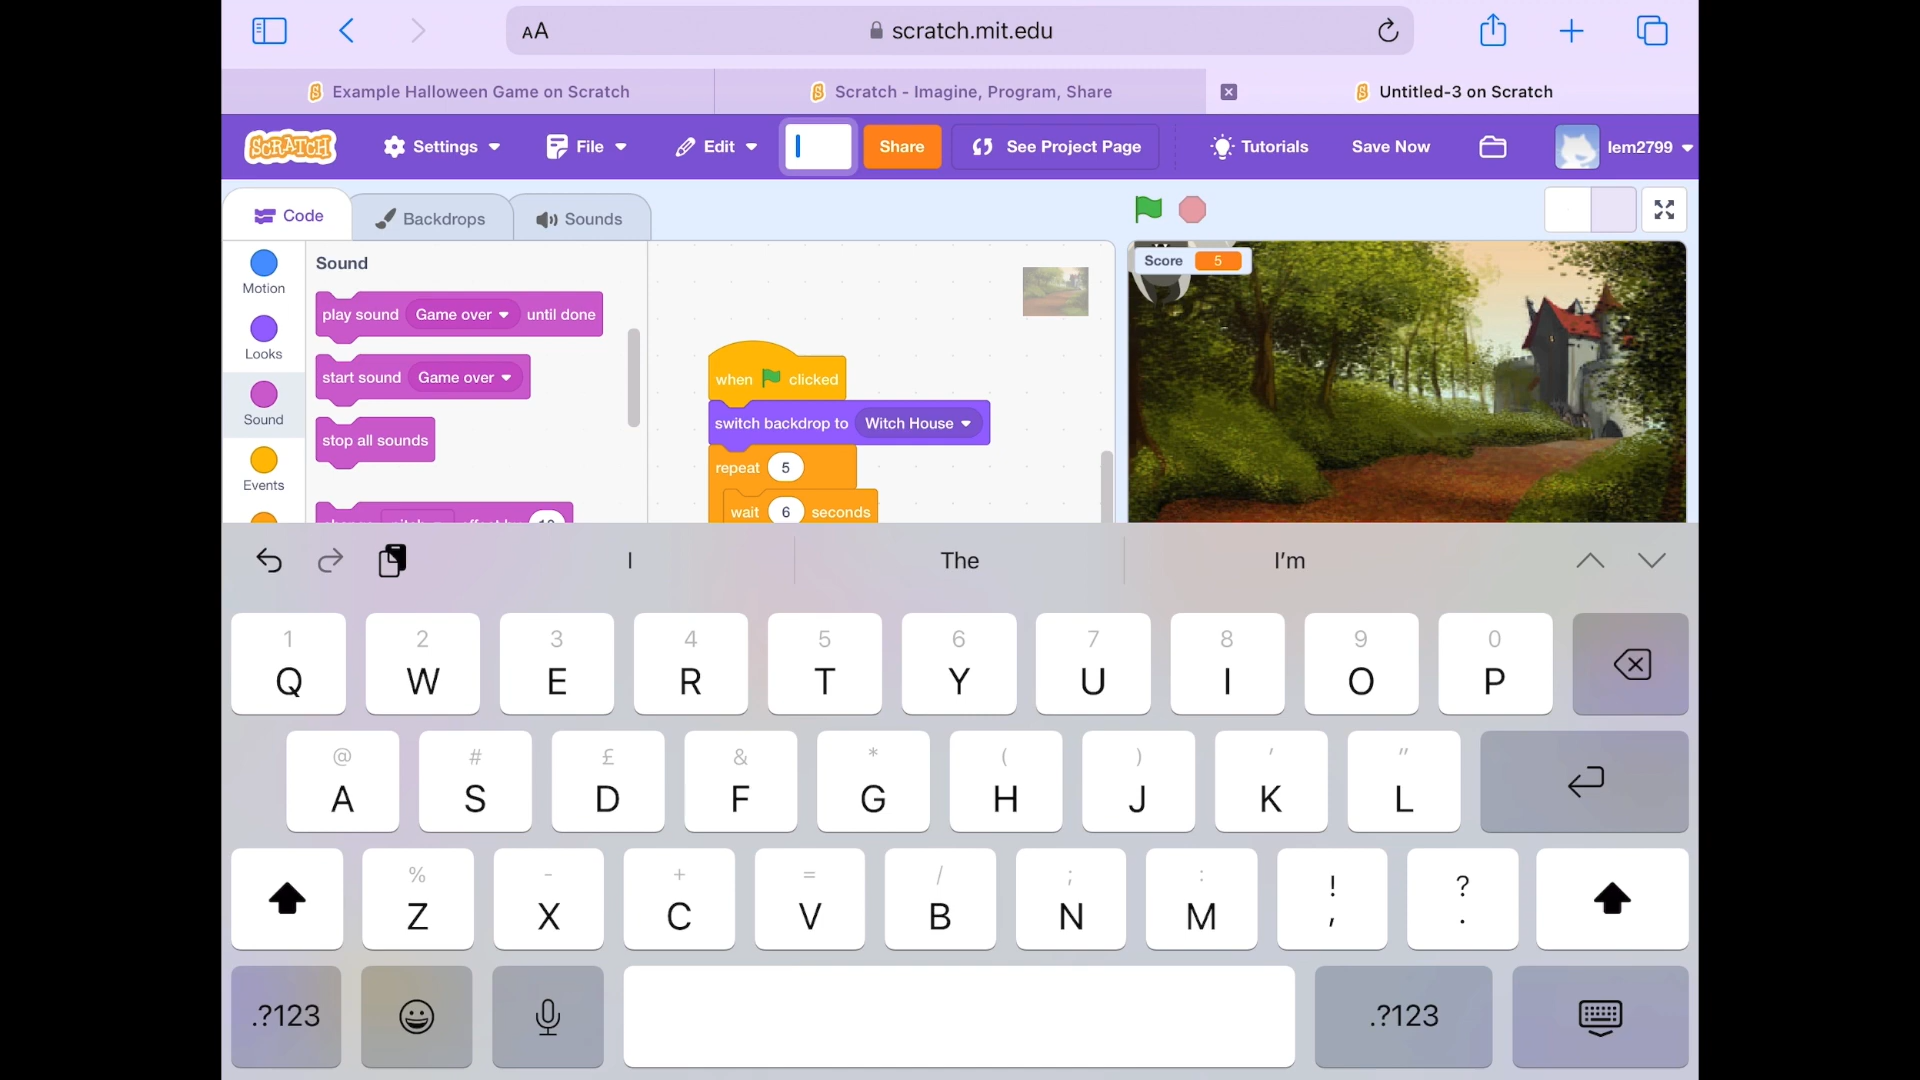 AA scratch.mit.edu
Example Halloween Game on Scratch
Scratch - Imagine, Program, Share
Untitled-3 on Scratch
SCRATCH Settings File Edit Share See Project Page Tutorials Save Now lem2799
Code Backdrops Sounds
Motion
Looks
Sound
Events
Sound
play sound Game over until done
start sound Game over
stop all sounds
when clicked
switch backdrop to Witch House
repeat 5
wait 6 seconds
Score 5
I The I'm
1 2 3 4 5 6 7 8 9 0
Q W E R T Y U I O P
@ # £ & * ( ) ' "
A S D F G H J K L
% - + = / ; : ! ?
Z X C V B N M , .
.?123 .?123